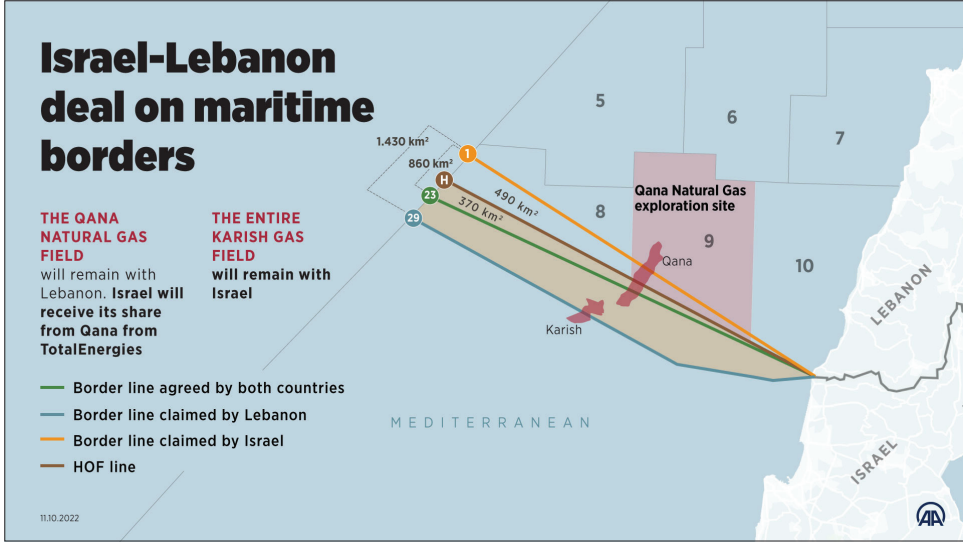 Israel-Lebanon
deal on maritime
borders
THE QANA
NATURAL GAS
FIELD
will remain with
Lebanon. Israel will
receive its share
from Qana from
TotalEnergies
THE ENTIRE
KARISH GAS
FIELD
will remain with
Israel
Border line agreed by both countries
Border line claimed by Lebanon
Border line claimed by Israel
HOF line
11.10.2022
1.430 km²
860 km²
1
H
23
29
490 km²
370 km²
5
6
7
8
Qana Natural Gas
exploration site
9
10
Qana
Karish
MEDITERRANEAN
LEBANON
ISRAEL
AA